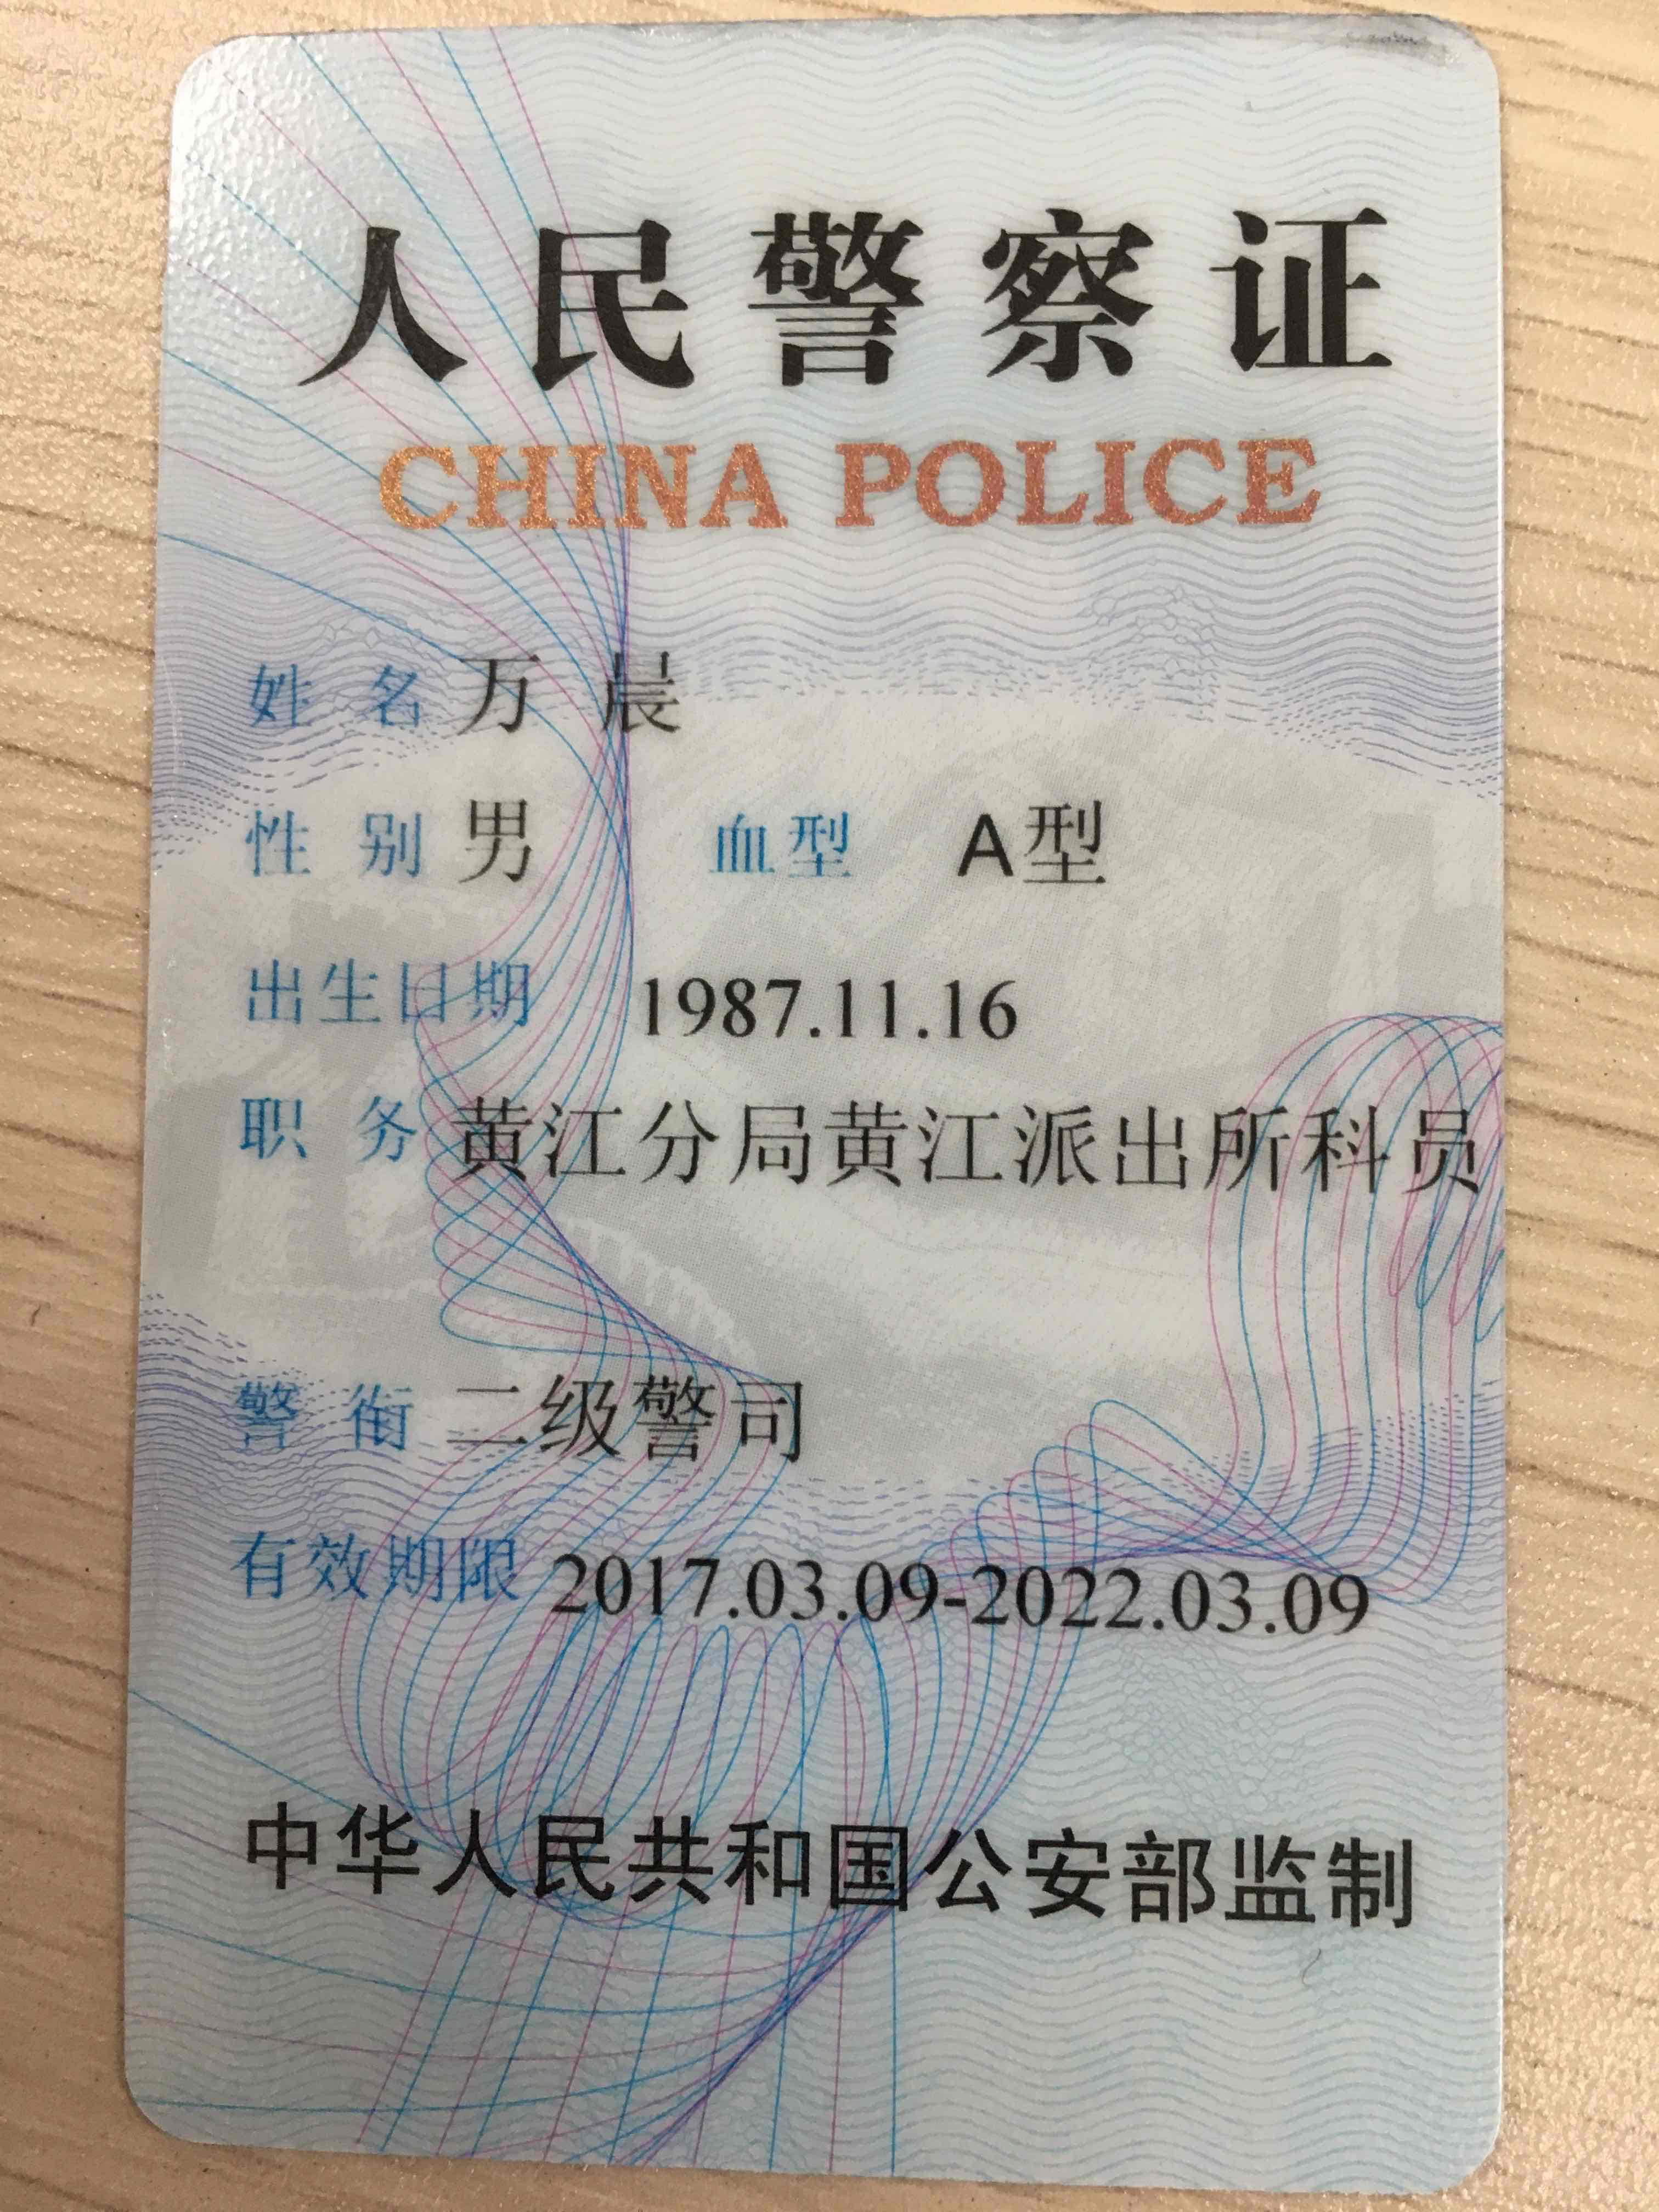 人民警察证
CHINA POLICE
姓 名 万 晨
性 别 男 血型 A型
出生日期 1987.11.16
职 务 黄江分局黄江派出所科员
警 衔 二级警司
有效期限 2017.03.09-2022.03.09
中华人民共和国公安部监制